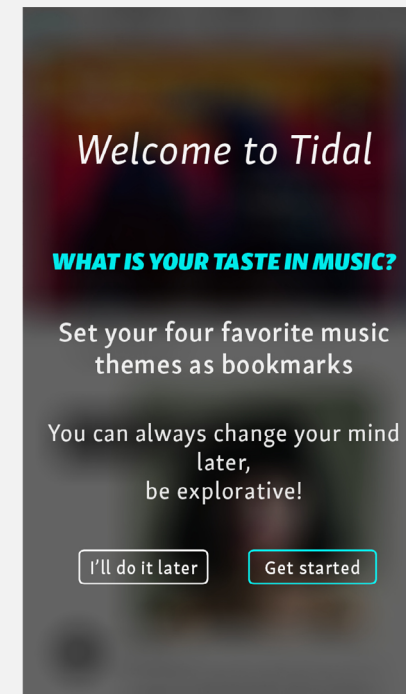 Welcome to Tidal
WHAT IS YOUR TASTE IN MUSIC?
Set your four favorite music
themes as bookmarks
You can always change your mind
later,
be explorative!
I'll do it later
Get started